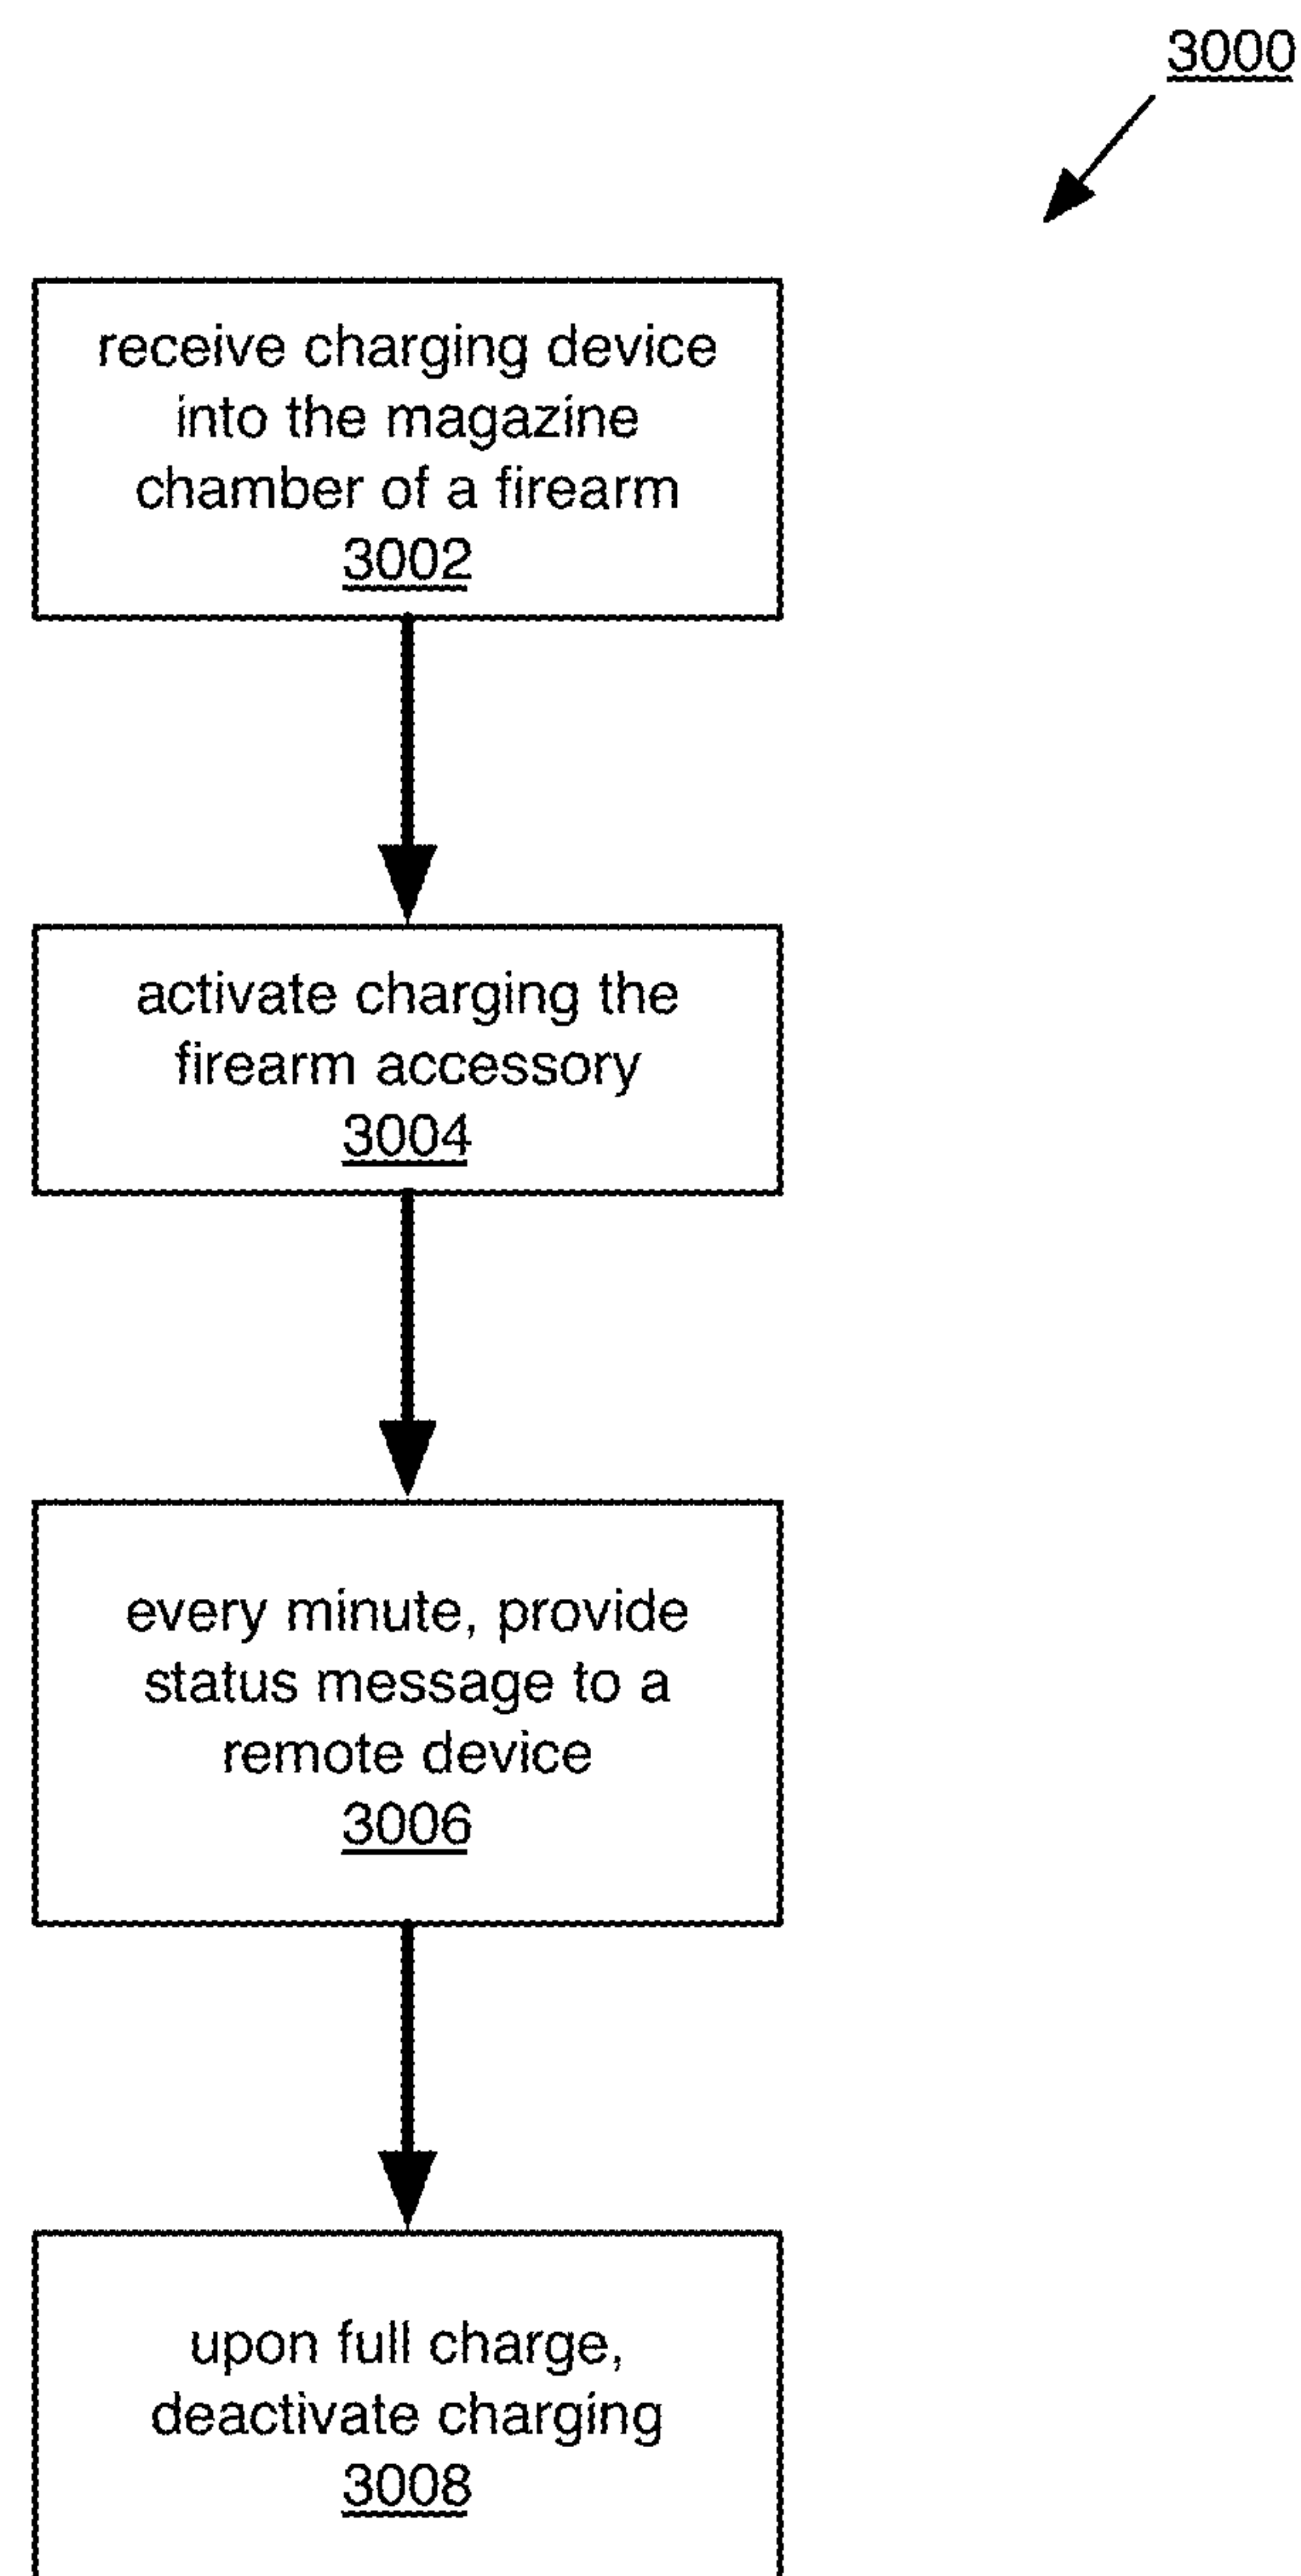 3000
receive charging device
into the magazine
chamber of a firearm
3002
activate charging the
firearm accessory
3004
every minute, provide
status message to a
remote device
3006
upon full charge,
deactivate charging
3008